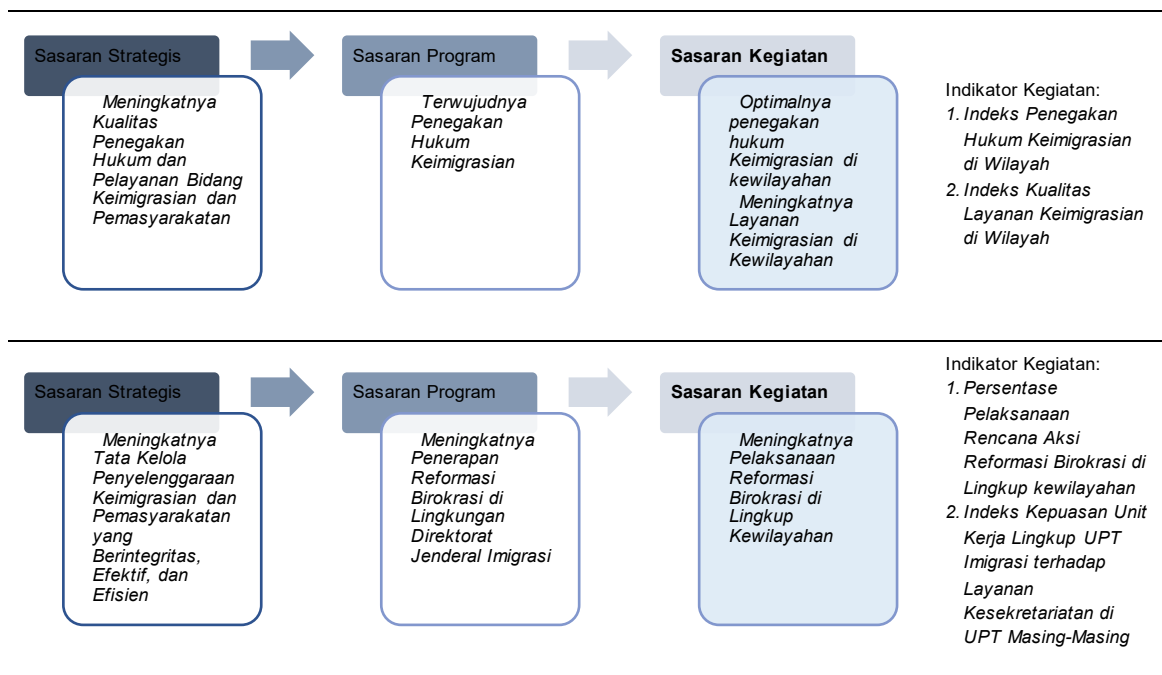 Sasaran Strategis
Meningkatnya
Kualitas
Penegakan
Hukum dan
Pelayanan Bidang
Keimigrasian dan
Pemasyarakatan
Sasaran Program
Terwujudnya
Penegakan
Hukum
Keimigrasian
Sasaran Kegiatan
Optimalnya
penegakan
hukum
Keimigrasian di
kewilayahan
Meningkatnya
Layanan
Keimigrasian di
Kewilayahan
Indikator Kegiatan:
1. Indeks Penegakan
Hukum Keimigrasian
di Wilayah
2. Indeks Kualitas
Layanan Keimigrasian
di Wilayah
Sasaran Strategis
Meningkatnya
Tata Kelola
Penyelenggaraan
Keimigrasian dan
Pemasyarakatan
yang
Berintegritas,
Efektif, dan
Efisien
Sasaran Program
Meningkatnya
Penerapan
Reformasi
Birokrasi di
Lingkungan
Direktorat
Jenderal Imigrasi
Sasaran Kegiatan
Meningkatnya
Pelaksanaan
Reformasi
Birokrasi di
Lingkup
Kewilayahan
Indikator Kegiatan:
1. Persentase
Pelaksanaan
Rencana Aksi
Reformasi Birokrasi di
Lingkup kewilayahan
2. Indeks Kepuasan Unit
Kerja Lingkup UPT
Imigrasi terhadap
Layanan
Kesekretariatan di
UPT Masing-Masing